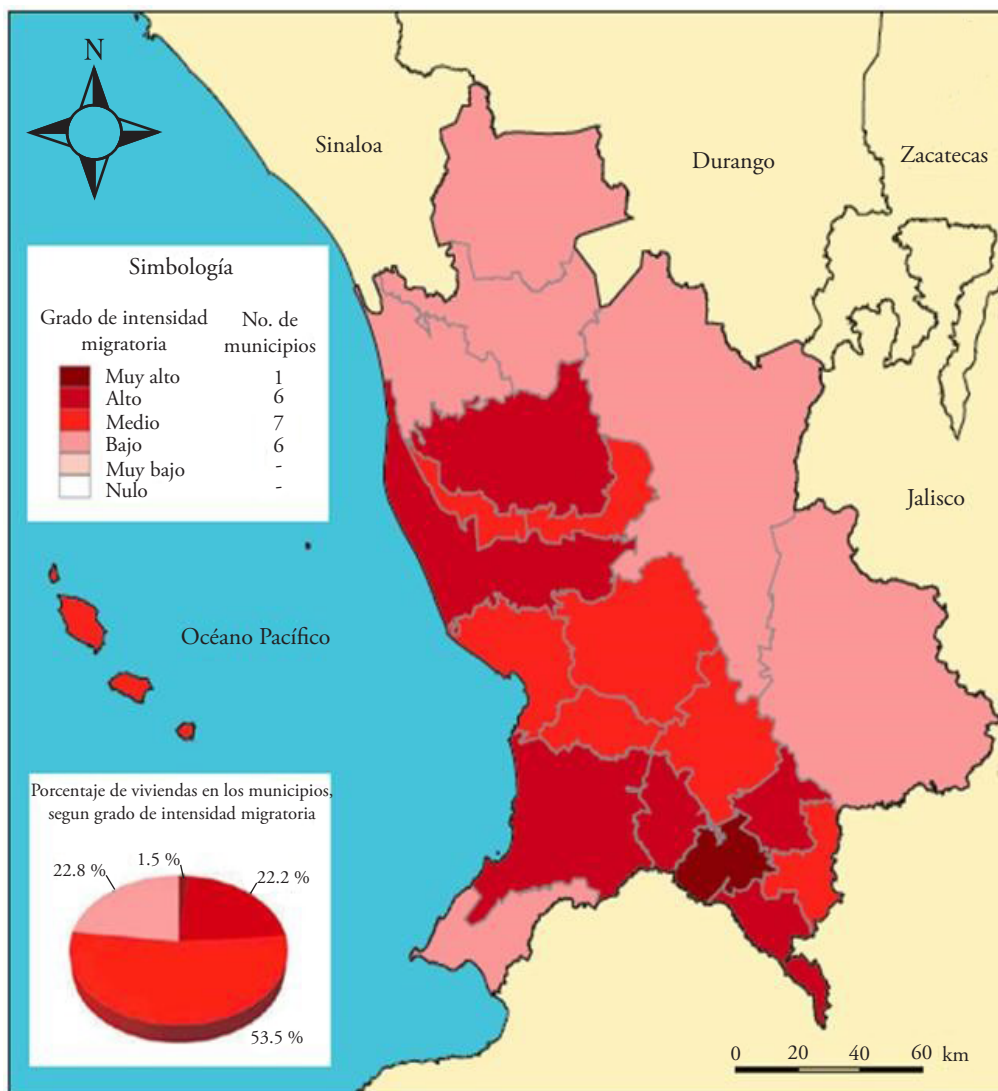 N
Sinaloa
Durango
Zacatecas
Simbología
Grado de intensidad migratoria
No. de municipios
Muy alto 1
Alto 6
Medio 7
Bajo 6
Muy bajo -
Nulo -
Jalisco
Océano Pacífico
Porcentaje de viviendas en los municipios,
segun grado de intensidad migratoria
1.5 %
22.8 %
22.2 %
53.5 %
0 20 40 60 km